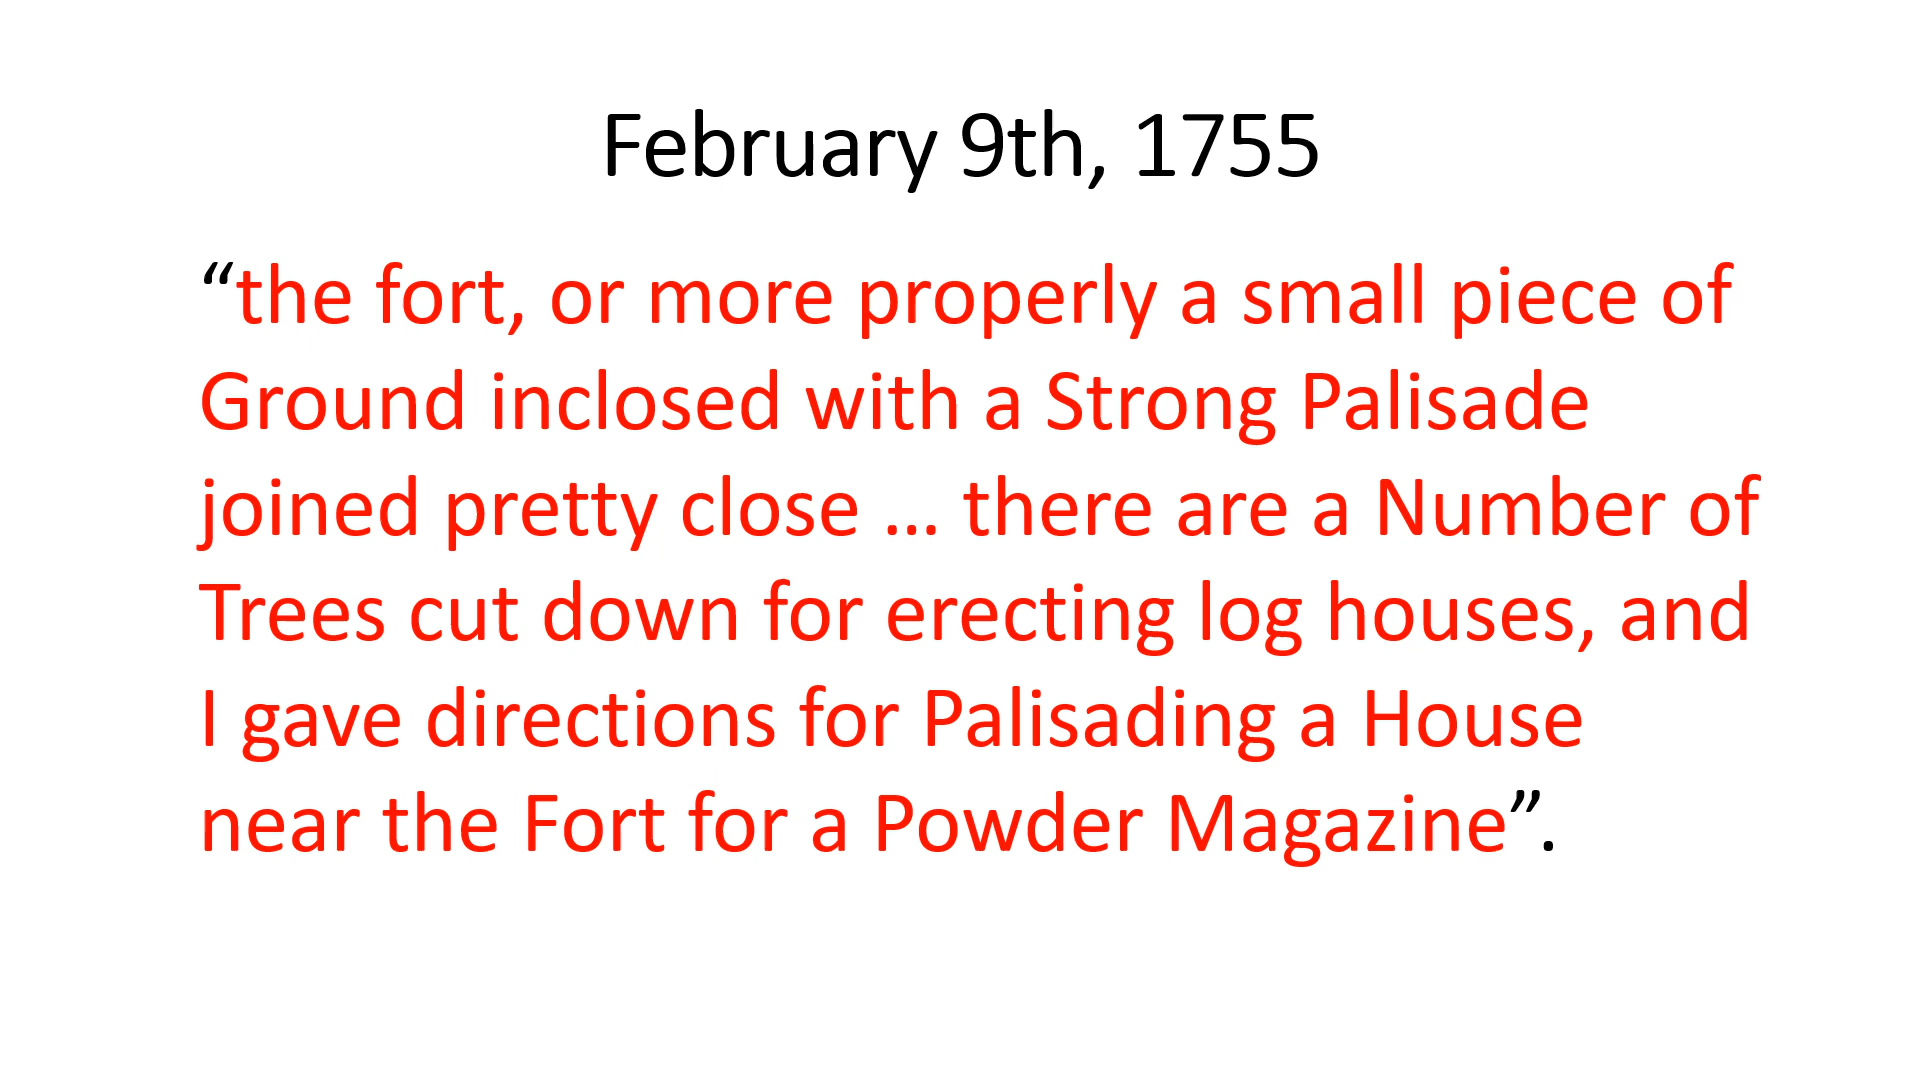 February 9th, 1755
“the fort, or more properly a small piece of
Ground inclosed with a Strong Palisade
joined pretty close … there are a Number of
Trees cut down for erecting log houses, and
I gave directions for Palisading a House
near the Fort for a Powder Magazine”.